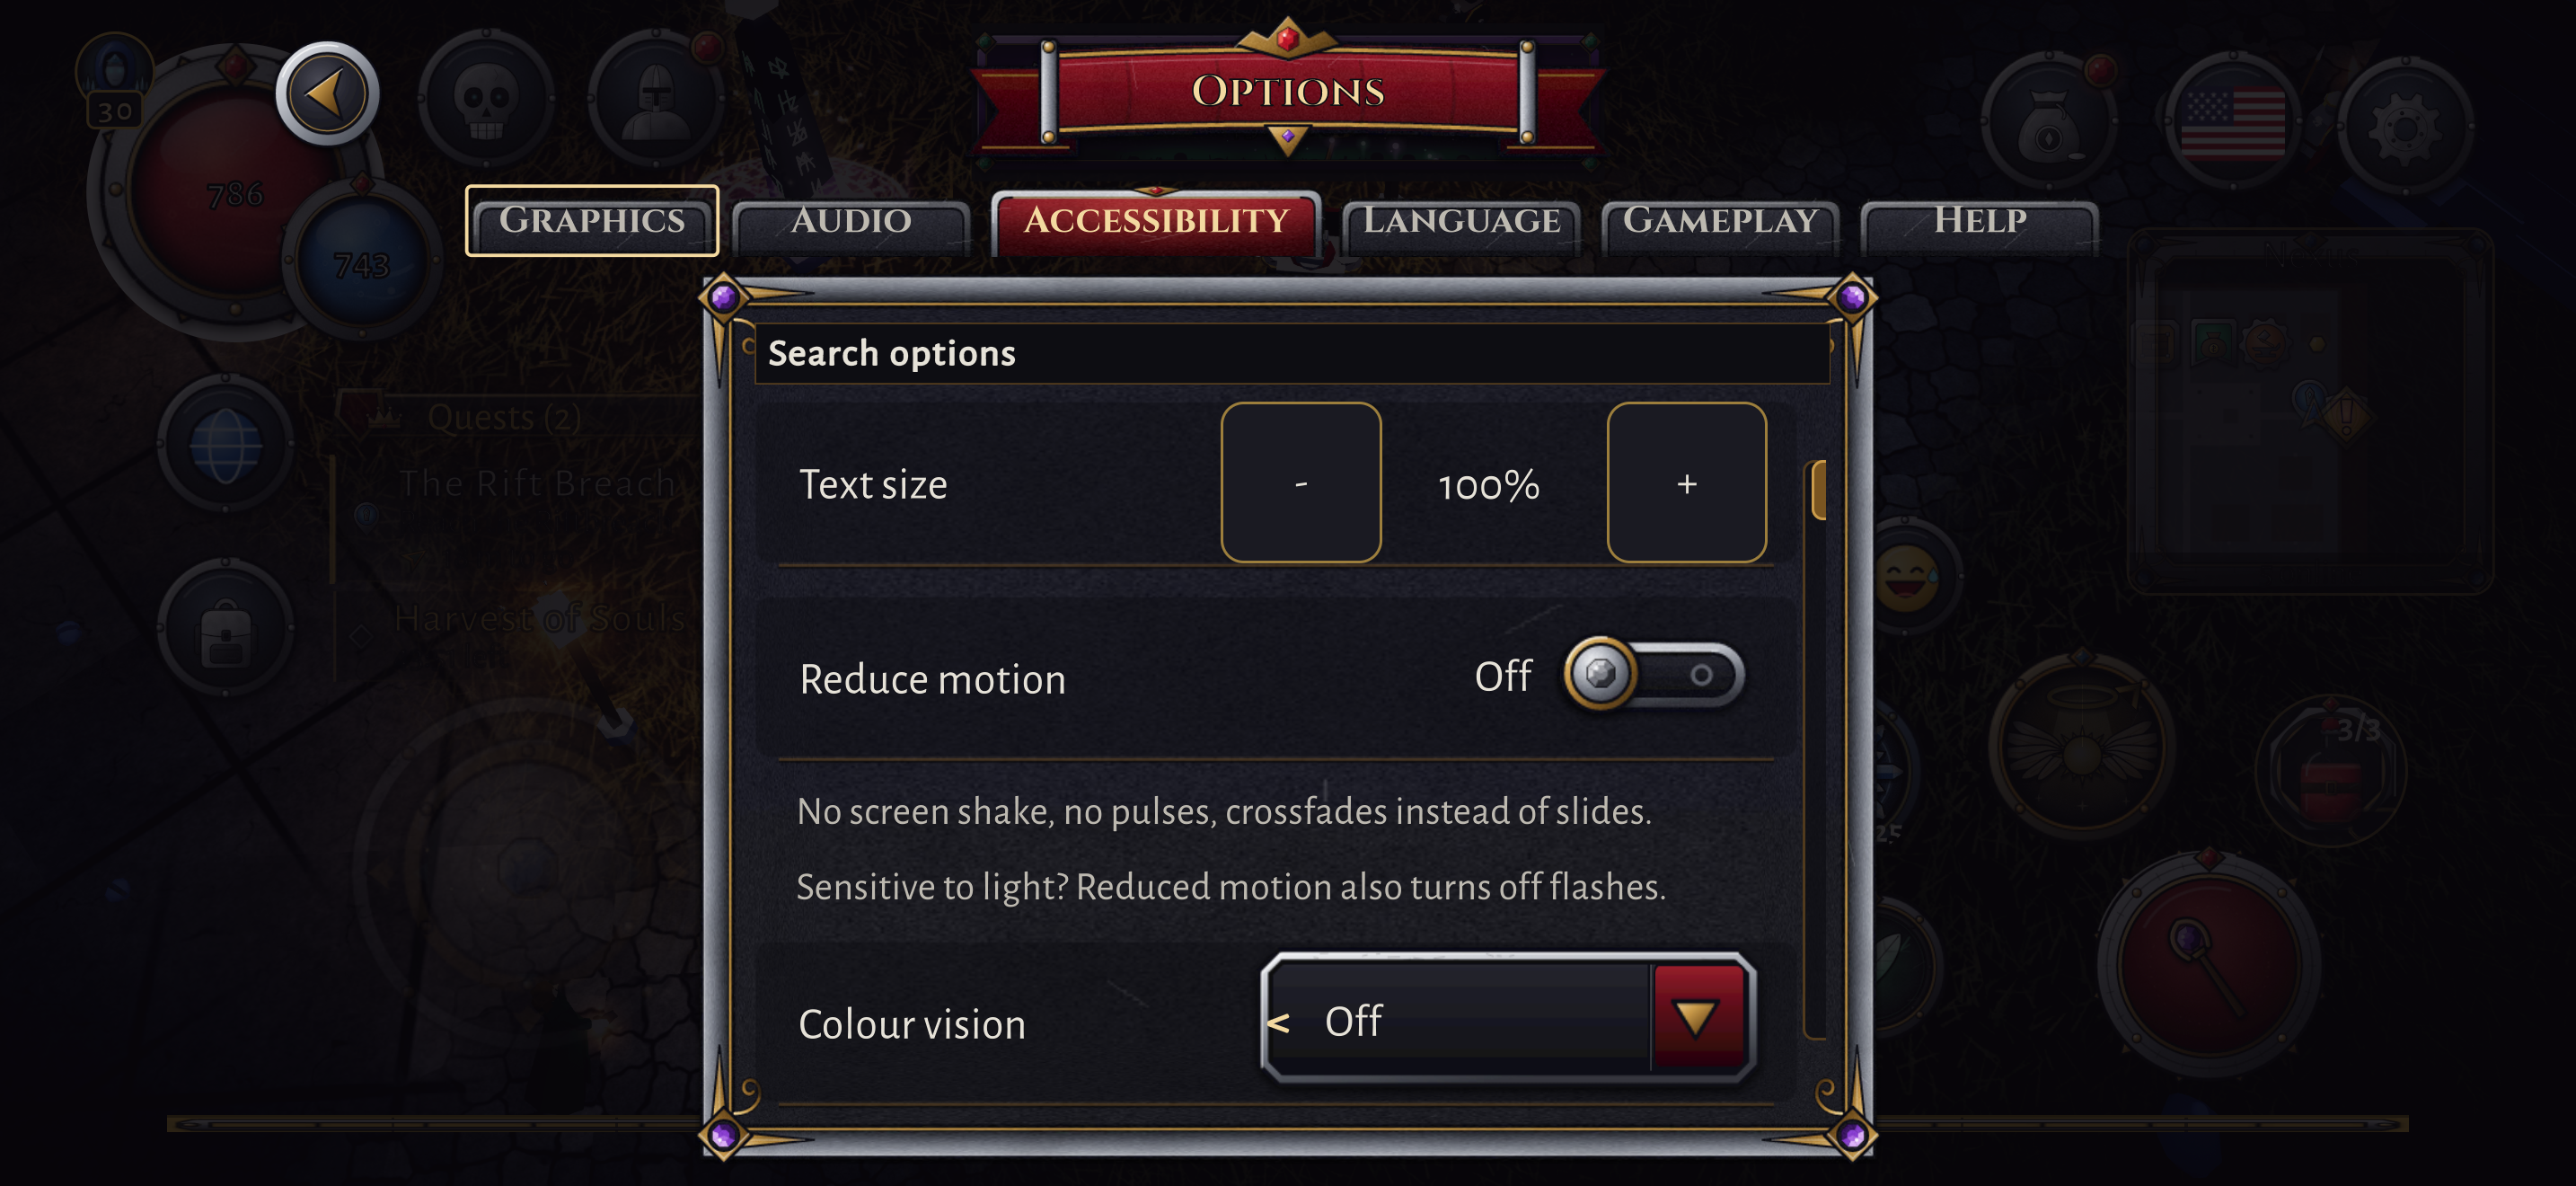 Options
30
786
743
Graphics
Audio
Accessibility
Language
Gameplay
Help
Search options
Quests (2)
The Rift Breach
Harvest of Souls
Text size
-
100%
+
Reduce motion
Off
No screen shake, no pulses, crossfades instead of slides.
Sensitive to light? Reduced motion also turns off flashes.
Colour vision
<
Off
3/3
25